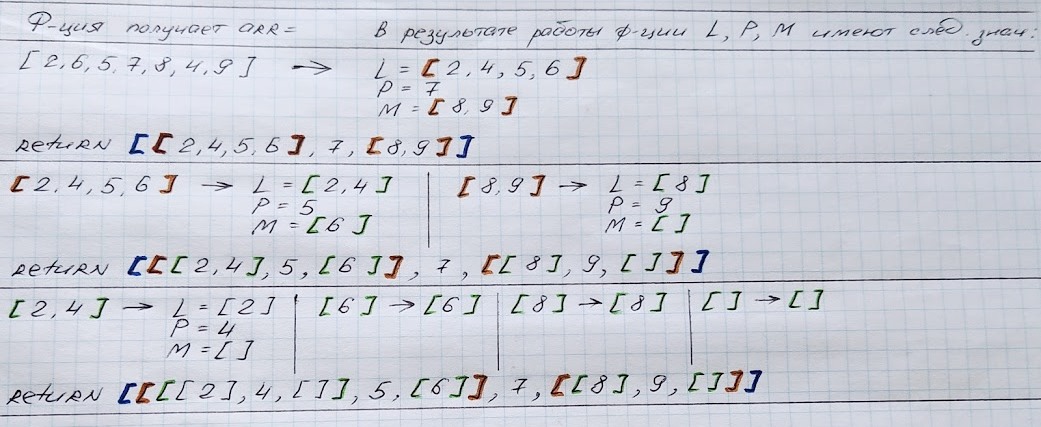 Ф-ция получает ARR = В результате работы ф-ции L, P, M имеют след. знач:
[2,6,5,7,8,4,9] → L = [2,4,5,6]
P = 7
M = [8,9]
RETURN [[2,4,5,6], 7, [8,9]]
[2,4,5,6] → L = [2,4] [8,9] → L = [8]
P = 5 P = 9
M = [6] M = []
RETURN [[[2,4],5,[6]], 7, [[8],9,[]]]
[2,4] → L = [2] [6] → [6] [8] → [8] [] → []
P = 4
M = []
RETURN [[[[2],4,[]],5,[6]], 7, [[8],9,[]]]